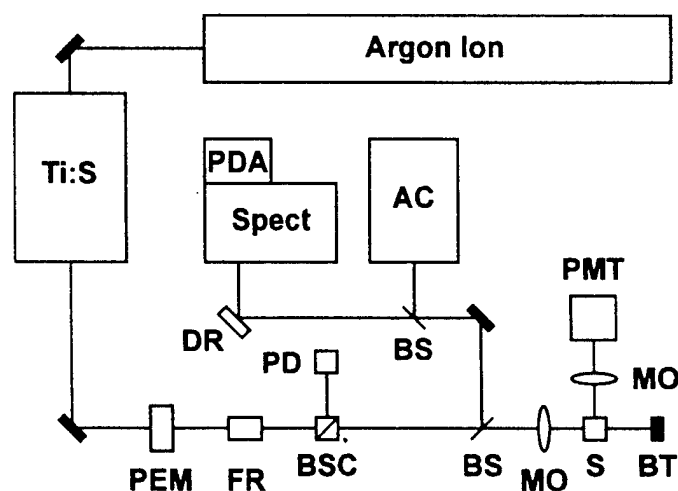 Argon Ion
Ti:S
PDA
Spect
AC
PMT
DR
BS
PD
MO
PEM
FR
BSC
BS
MO
S
BT